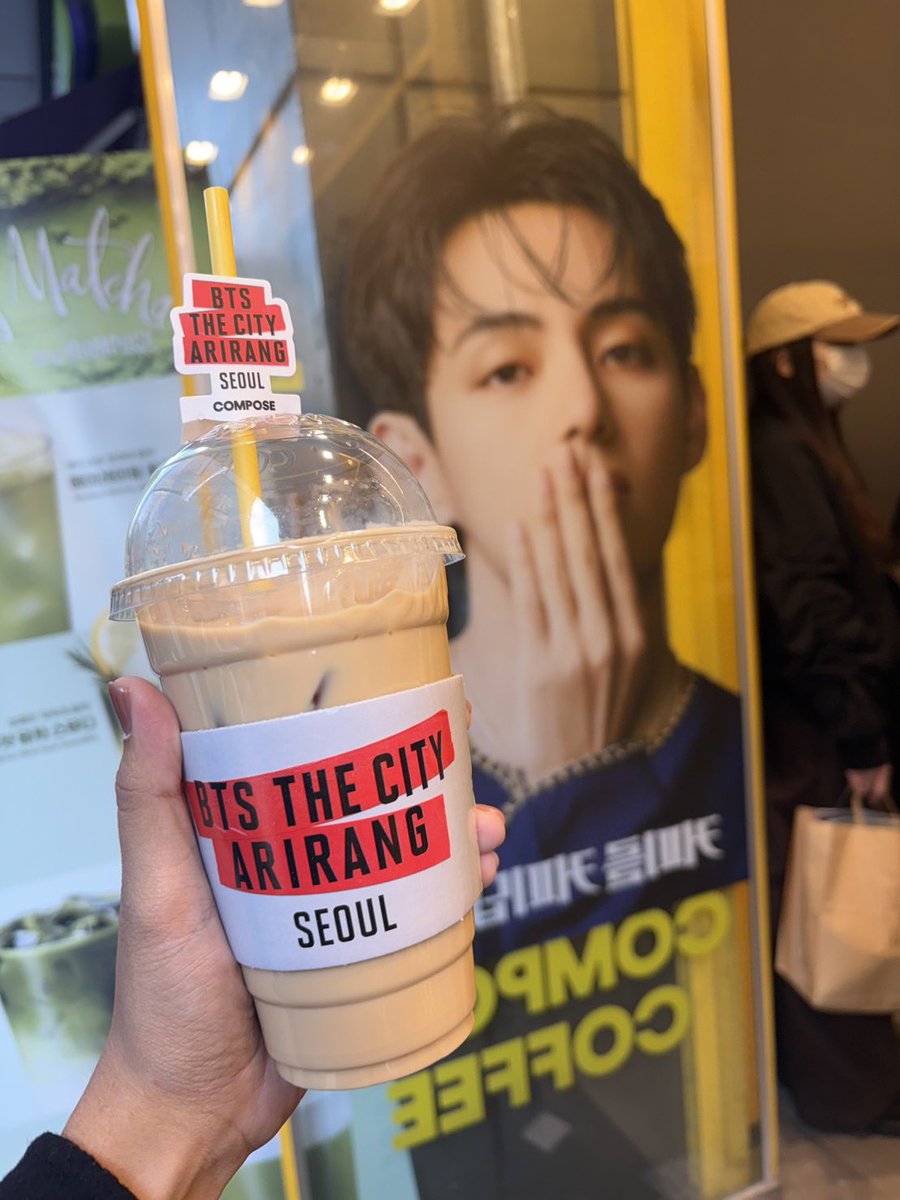 Matcha
BTS
THE CITY
ARIRANG
SEOUL
COMPOSE
BTS THE CITY
ARIRANG
SEOUL
COMPOSE
COFFEE